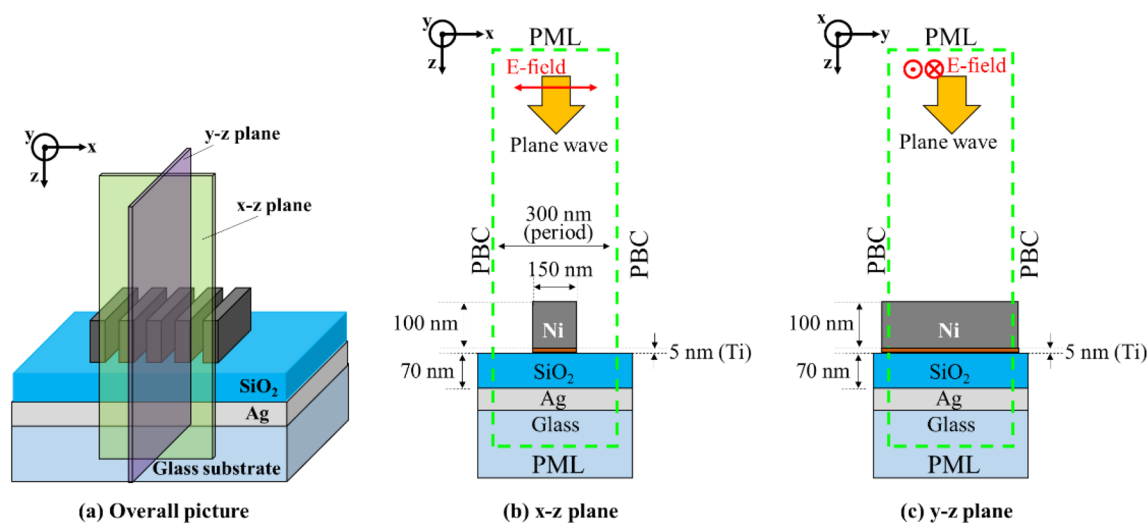 y
x
z
y-z plane
x-z plane
SiO₂
Ag
Glass substrate
(a) Overall picture
y
x
z
PML
E-field
Plane wave
300 nm
(period)
PBC
PBC
150 nm
100 nm
Ni
5 nm (Ti)
70 nm
SiO₂
Ag
Glass
PML
(b) x-z plane
x
y
z
PML
E-field
Plane wave
PBC
PBC
100 nm
Ni
5 nm (Ti)
70 nm
SiO₂
Ag
Glass
PML
(c) y-z plane